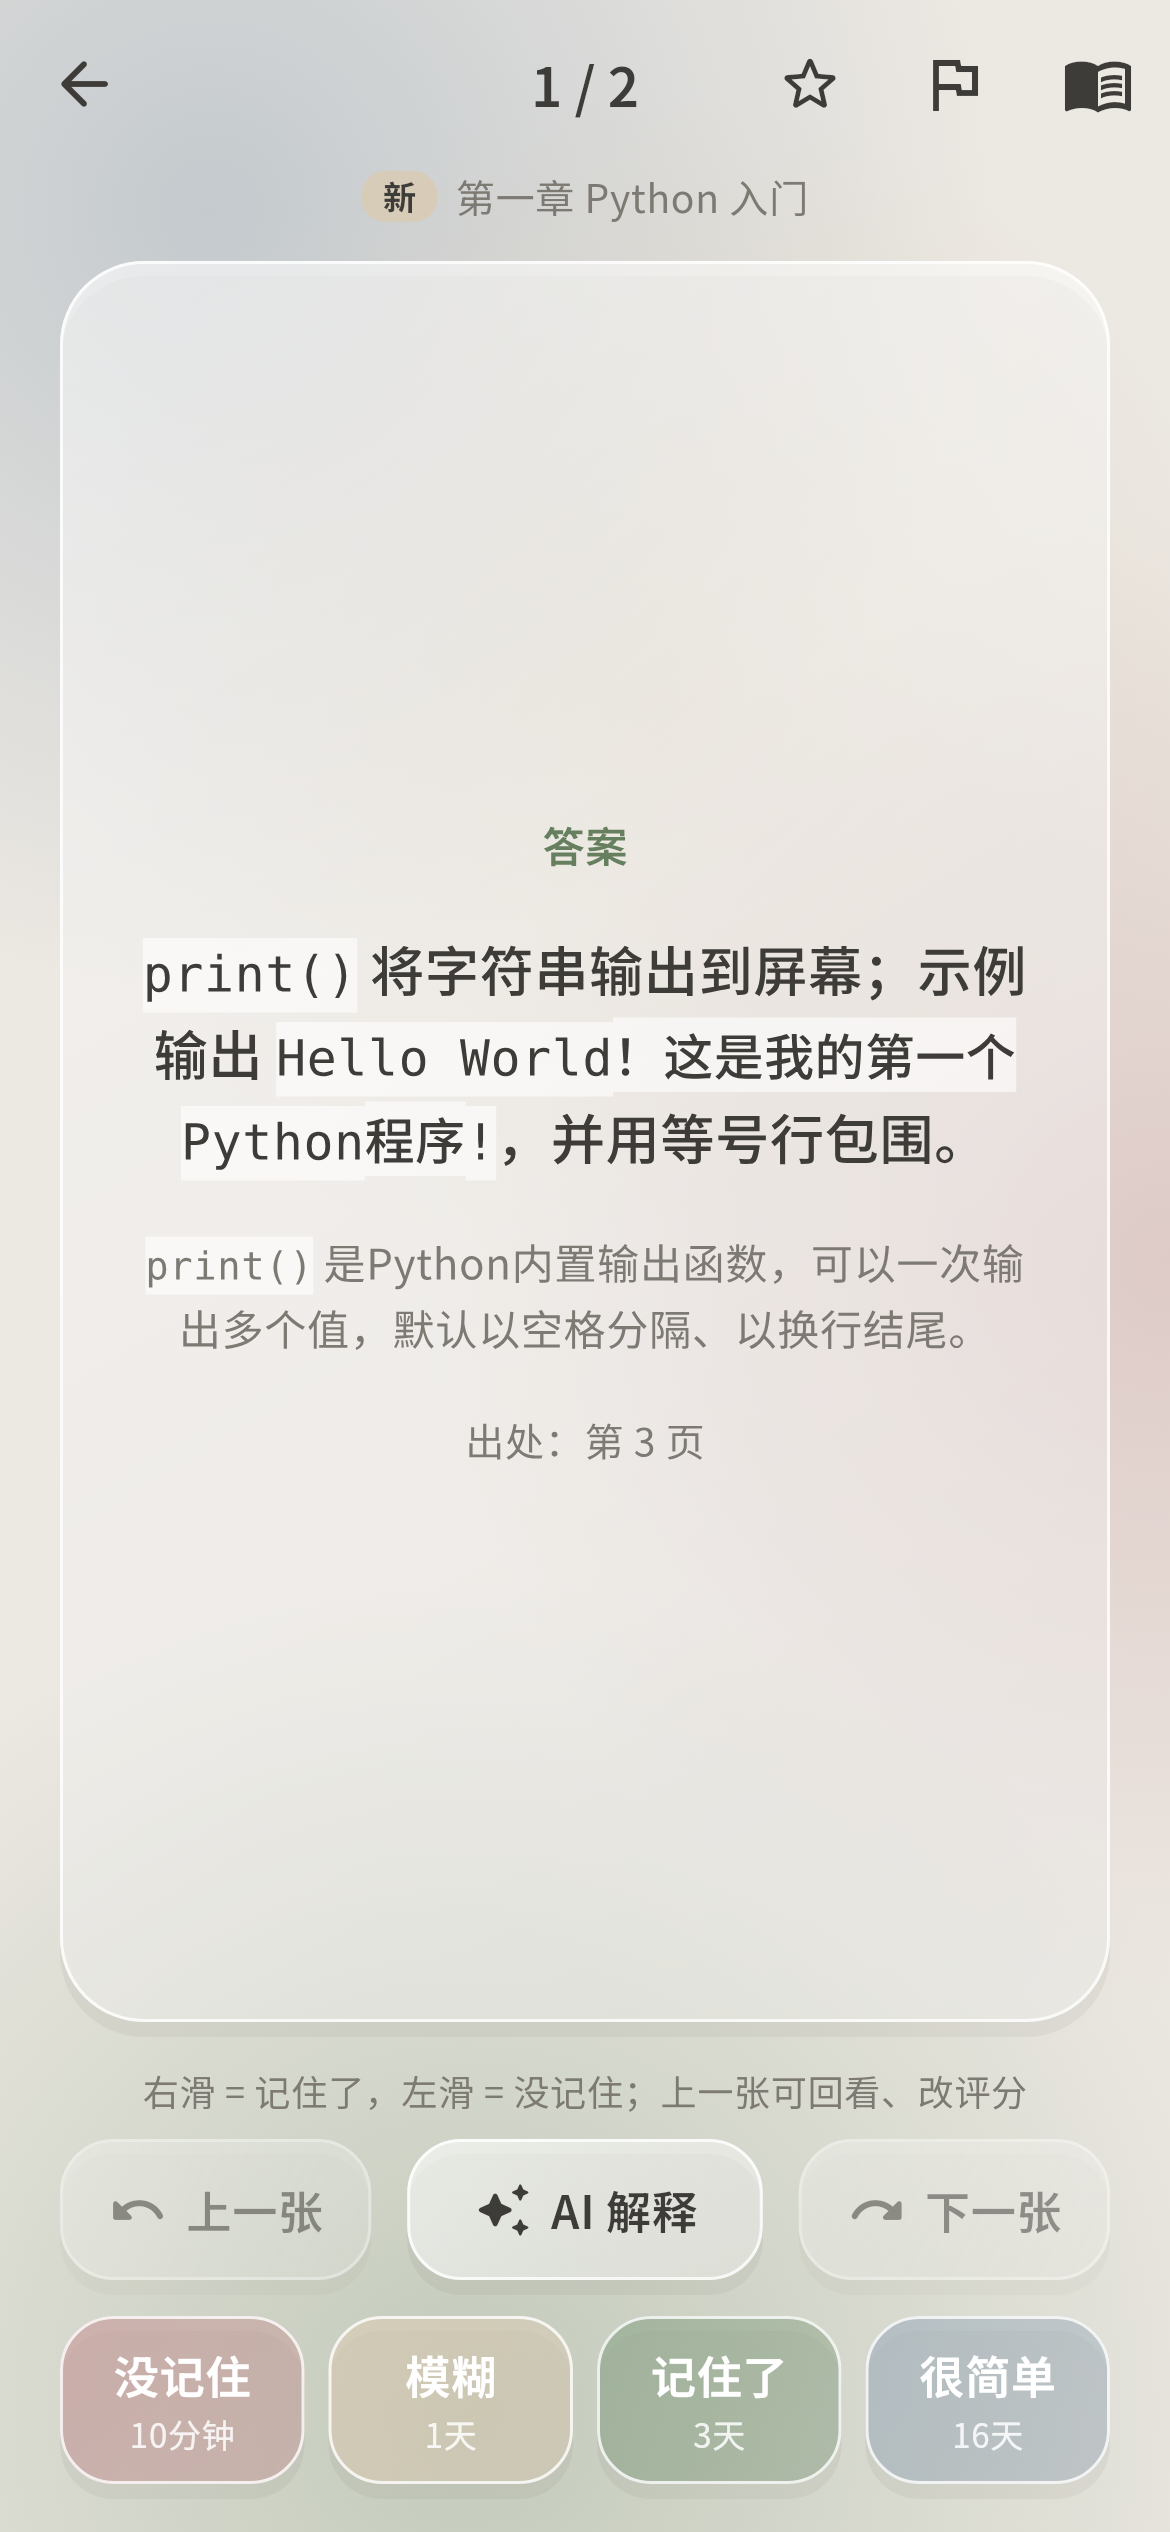 1 / 2
新 第一章 Python 入门
答案
print() 将字符串输出到屏幕；示例
输出 Hello World！这是我的第一个
Python程序!，并用等号行包围。
print() 是Python内置输出函数，可以一次输
出多个值，默认以空格分隔、以换行结尾。
出处：第 3 页
右滑 = 记住了，左滑 = 没记住；上一张可回看、改评分
上一张
AI 解释
下一张
没记住
10分钟
模糊
1天
记住了
3天
很简单
16天